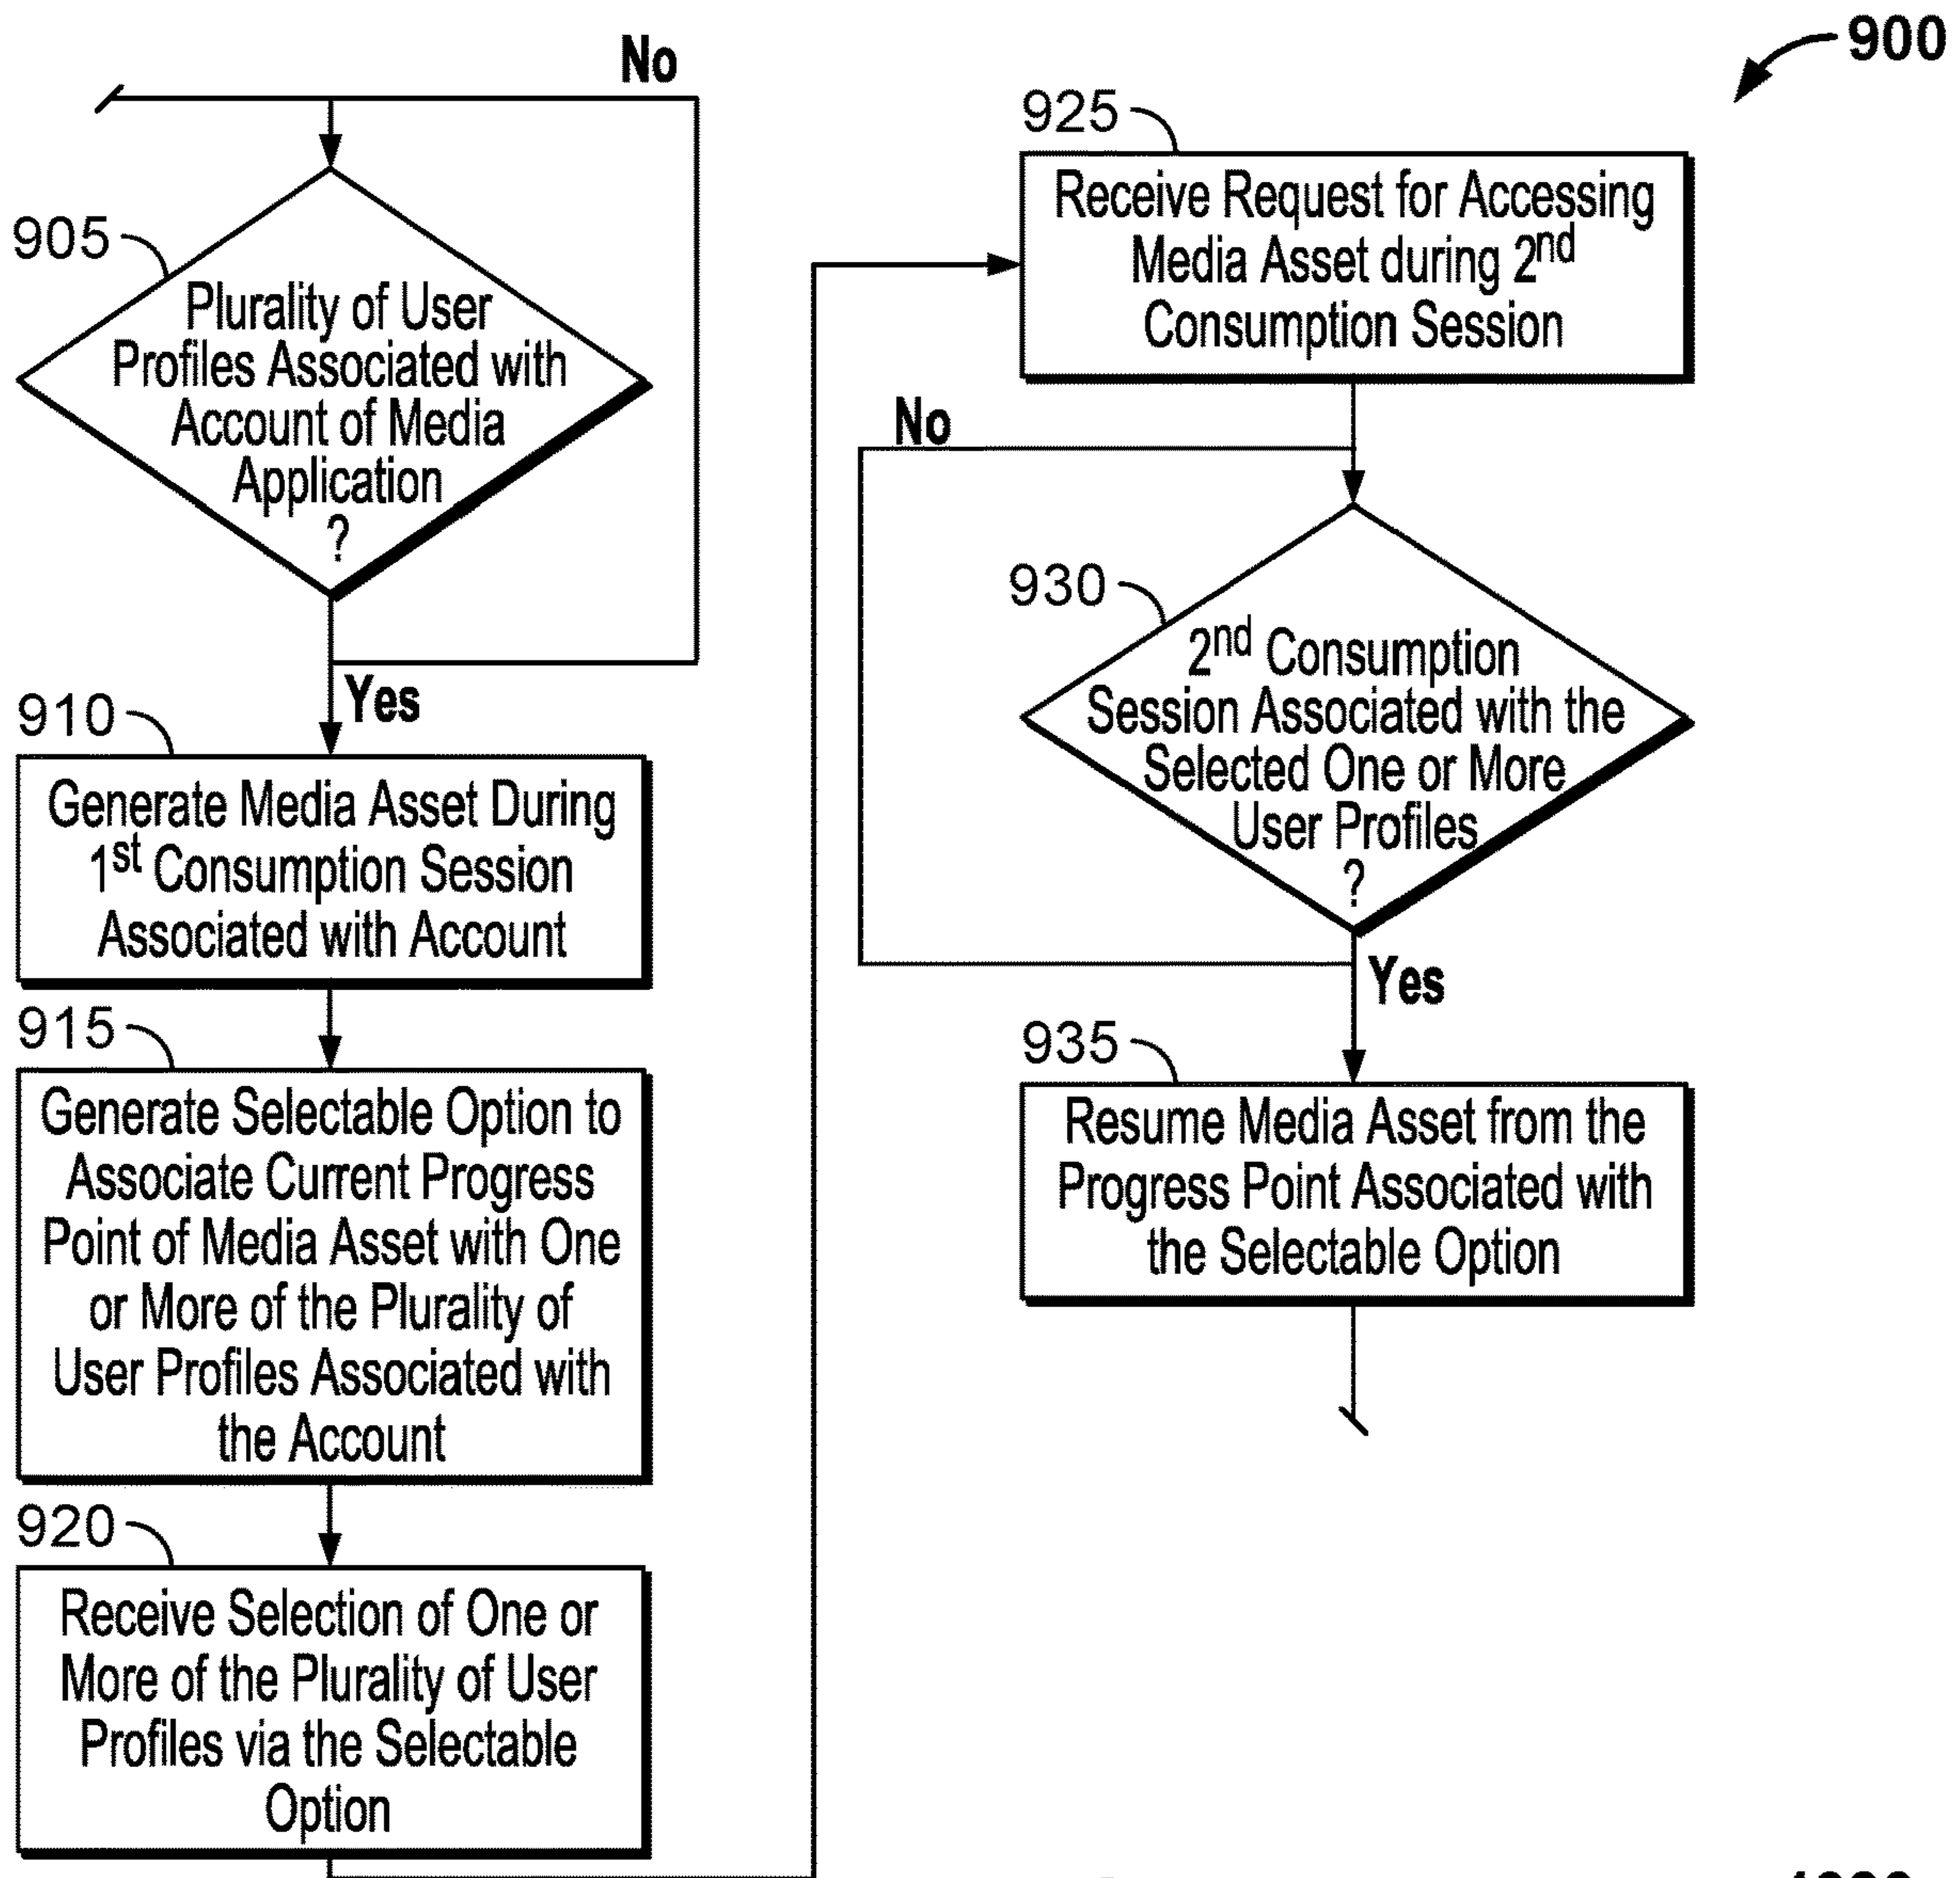 900
No
905
Plurality of User
Profiles Associated with
Account of Media
Application
?
Yes
910
Generate Media Asset During
1st Consumption Session
Associated with Account
915
Generate Selectable Option to
Associate Current Progress
Point of Media Asset with One
or More of the Plurality of
User Profiles Associated with
the Account
920
Receive Selection of One or
More of the Plurality of User
Profiles via the Selectable
Option
925
Receive Request for Accessing
Media Asset during 2nd
Consumption Session
No
930
2nd Consumption
Session Associated with the
Selected One or More
User Profiles
?
Yes
935
Resume Media Asset from the
Progress Point Associated with
the Selectable Option